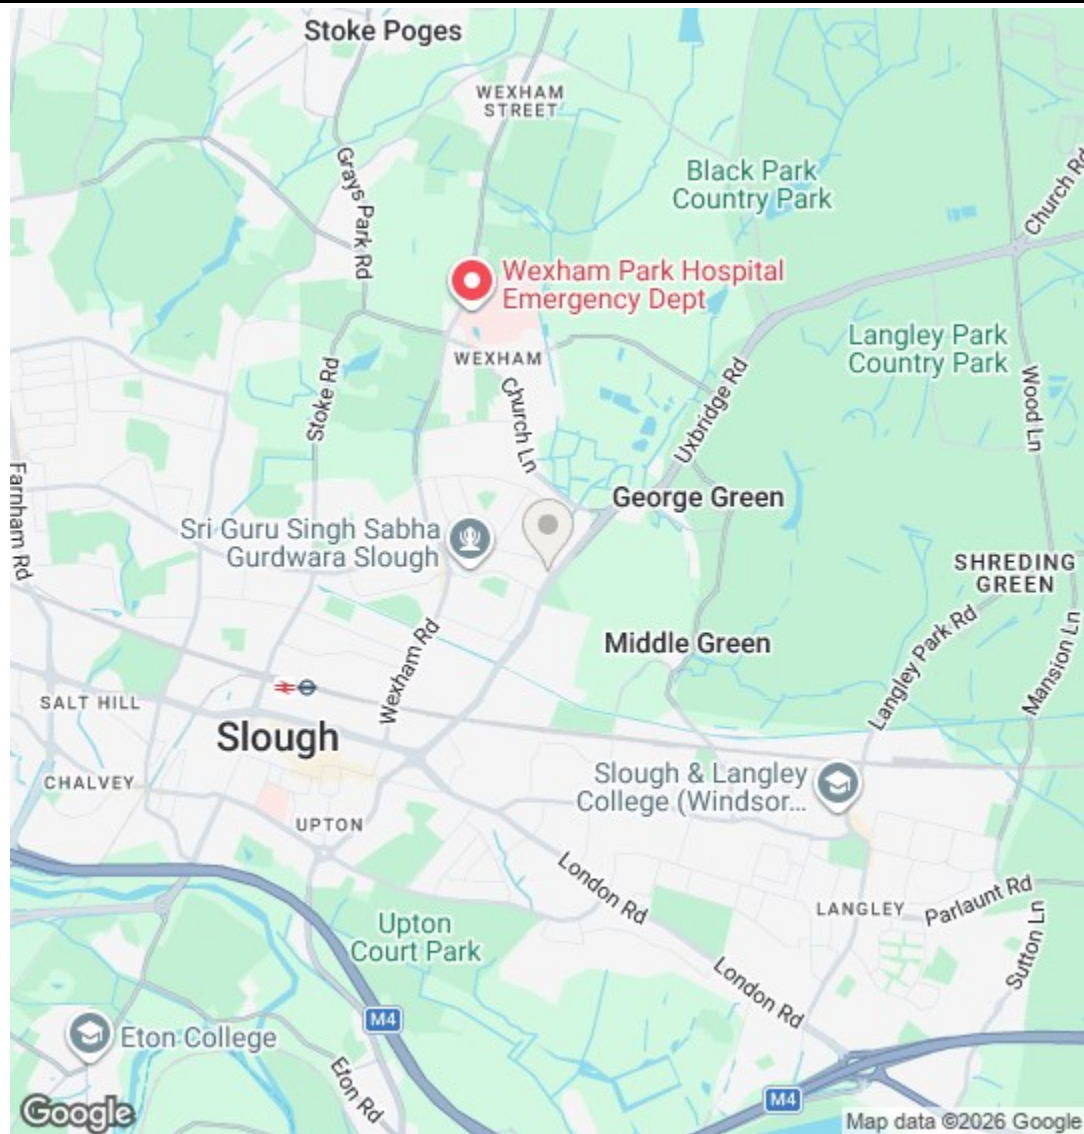 Stoke Poges
WEXHAM
STREET
Grays Park Rd
Black Park
Country Park
Church Rd
Wexham Park Hospital
Emergency Dept
Langley Park
Country Park
WEXHAM
Stoke Rd
Church Ln
Uxbridge Rd
Wood Ln
Farnham Rd
George Green
Sri Guru Singh Sabha
Gurdwara Slough
SHREDING
GREEN
Wexham Rd
Middle Green
Langley Park Rd
Mansion Ln
SALT HILL
Slough
CHALVEY
Slough & Langley
College (Windsor...
UPTON
London Rd
LANGLEY
Parlaunt Rd
Upton
Court Park
Sutton Ln
London Rd
M4
Eton College
Eton Rd
M4
Google
Map data ©2026 Google